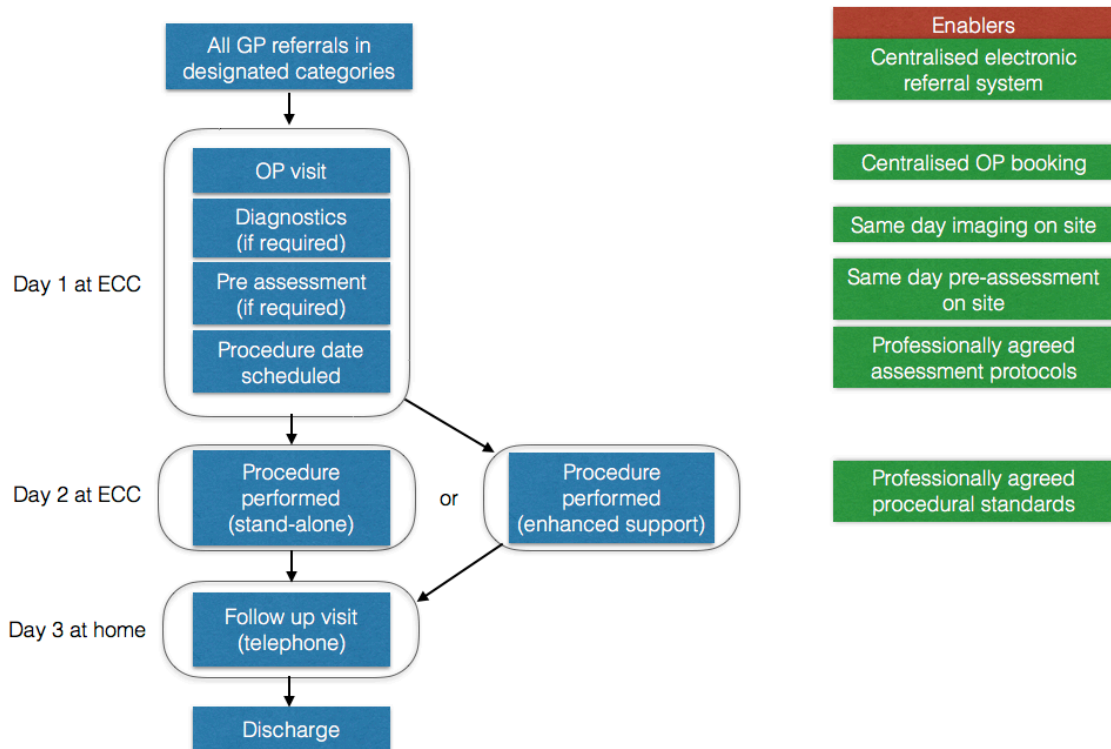 All GP referrals in
designated categories
Day 1 at ECC
OP visit
Diagnostics
(if required)
Pre assessment
(if required)
Procedure date
scheduled
Day 2 at ECC
Procedure
performed
(stand-alone)
or
Procedure
performed
(enhanced support)
Day 3 at home
Follow up visit
(telephone)
Discharge
Enablers
Centralised electronic
referral system
Centralised OP booking
Same day imaging on site
Same day pre-assessment
on site
Professionally agreed
assessment protocols
Professionally agreed
procedural standards